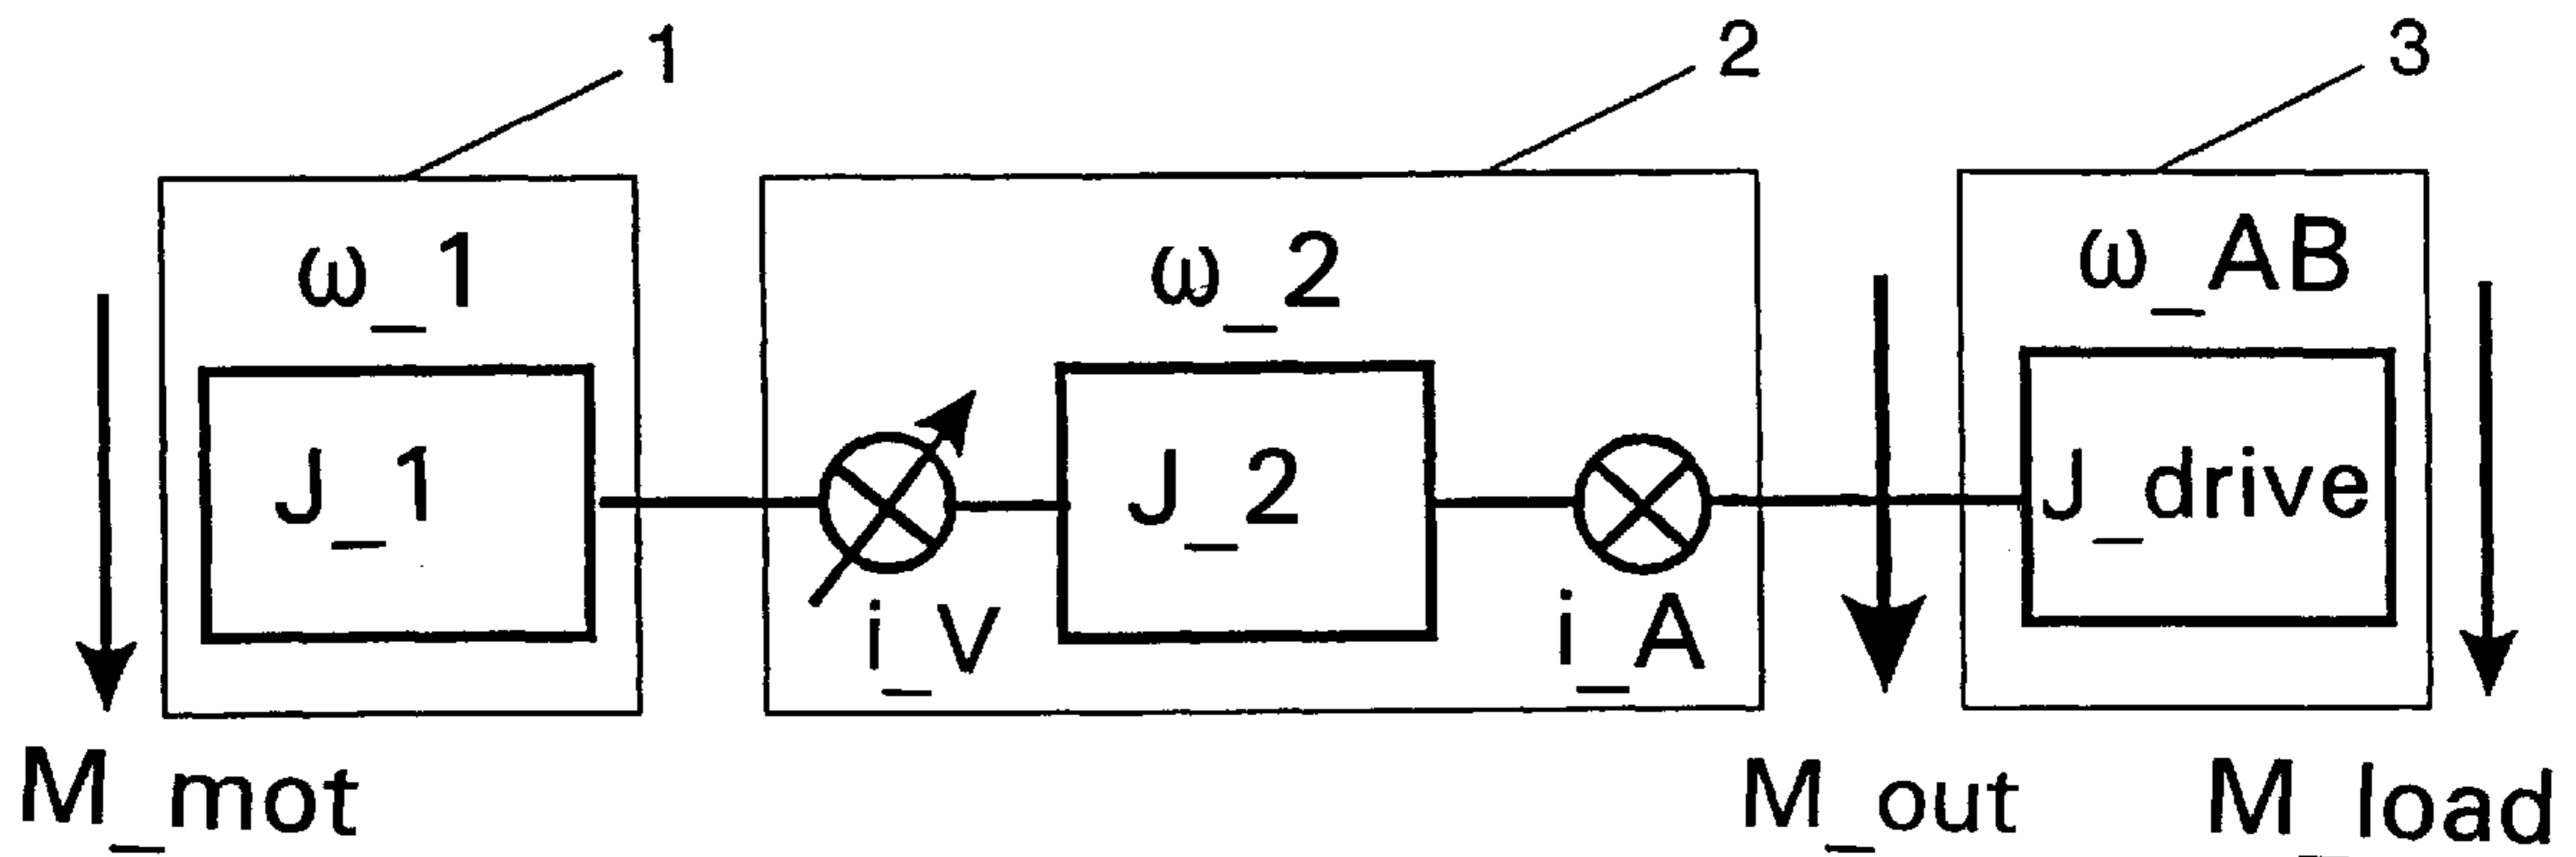 1 2 3
ω_1 ω_2 ω_AB
J_1 J_2 J_drive
i_V i_A
M_mot M_out M_load